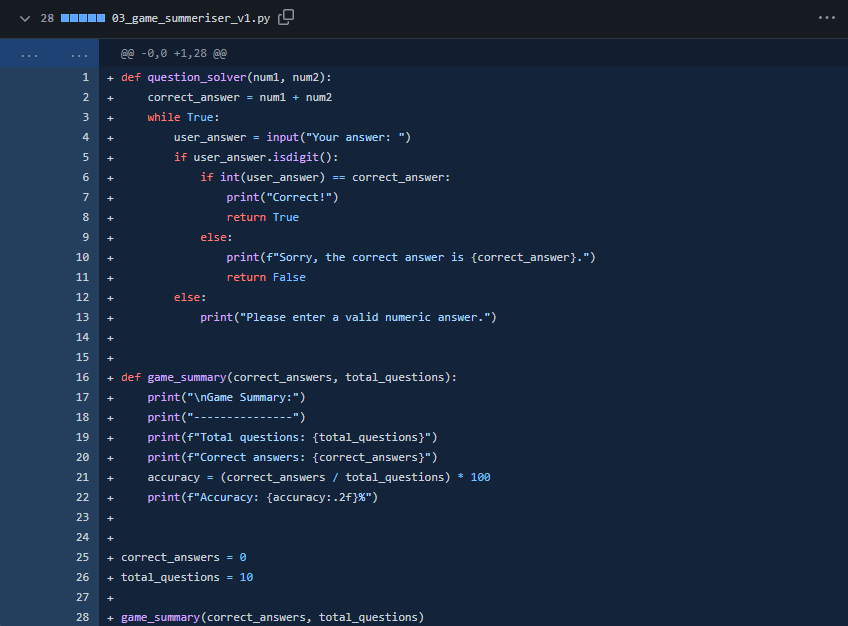 28 03_game_summeriser_v1.py ...
... ... @@ -0,0 +1,28 @@
1 + def question_solver(num1, num2):
2 +     correct_answer = num1 + num2
3 +     while True:
4 +         user_answer = input("Your answer: ")
5 +         if user_answer.isdigit():
6 +             if int(user_answer) == correct_answer:
7 +                 print("Correct!")
8 +                 return True
9 +             else:
10 +                 print(f"Sorry, the correct answer is {correct_answer}.")
11 +                 return False
12 +         else:
13 +             print("Please enter a valid numeric answer.")
14 +
15 +
16 + def game_summary(correct_answers, total_questions):
17 +     print("\nGame Summary:")
18 +     print("---------------")
19 +     print(f"Total questions: {total_questions}")
20 +     print(f"Correct answers: {correct_answers}")
21 +     accuracy = (correct_answers / total_questions) * 100
22 +     print(f"Accuracy: {accuracy:.2f}%")
23 +
24 +
25 + correct_answers = 0
26 + total_questions = 10
27 +
28 + game_summary(correct_answers, total_questions)